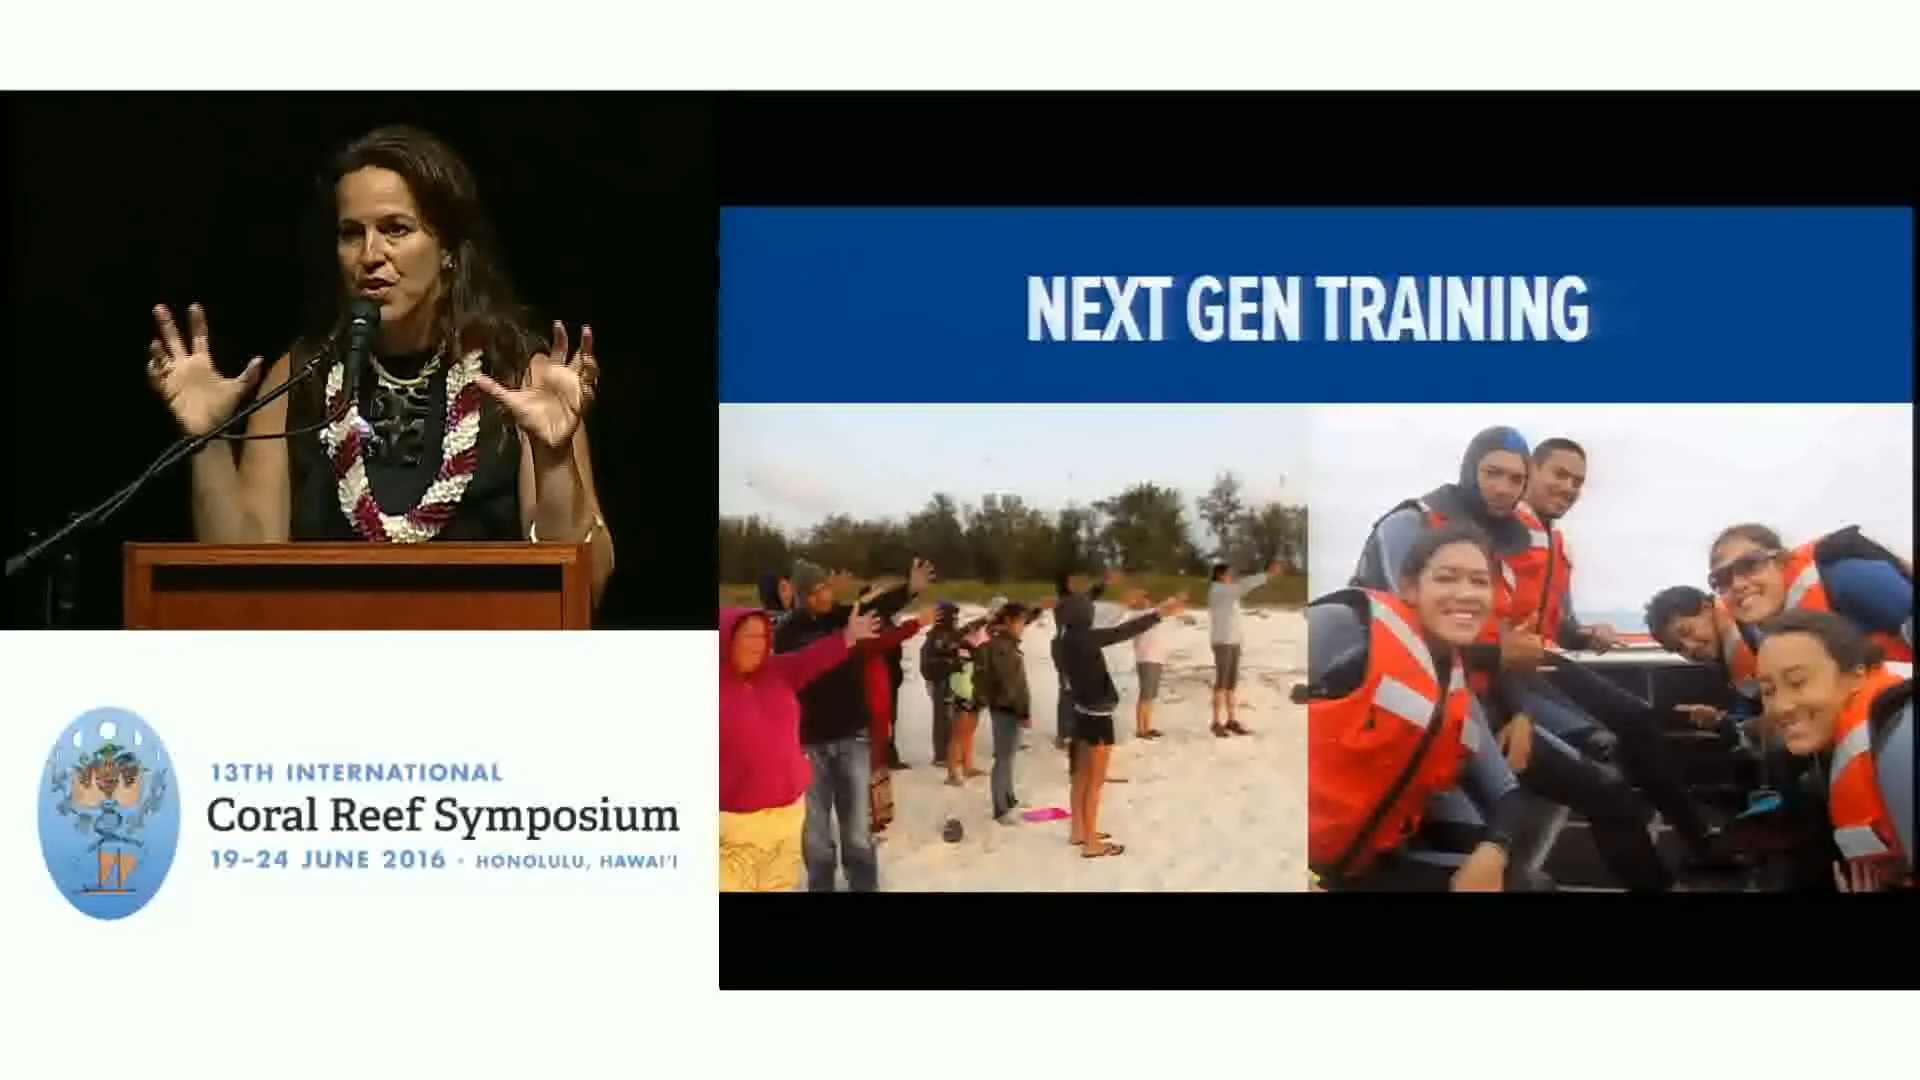 NEXT GEN TRAINING
13TH INTERNATIONAL
Coral Reef Symposium
19–24 JUNE 2016 • HONOLULU, HAWAI'I